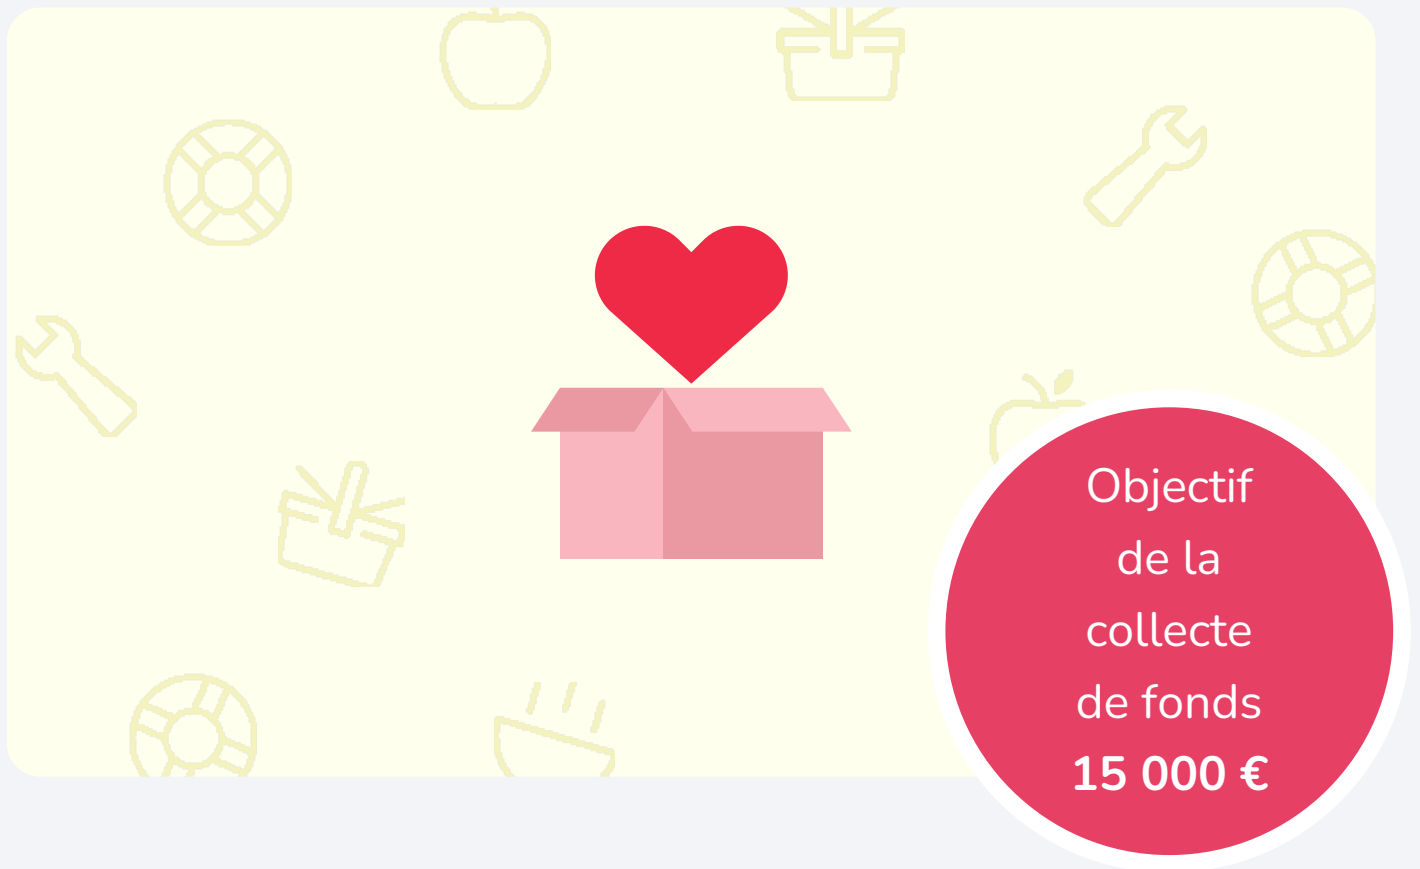 Objectif
de la
collecte
de fonds
15 000 €